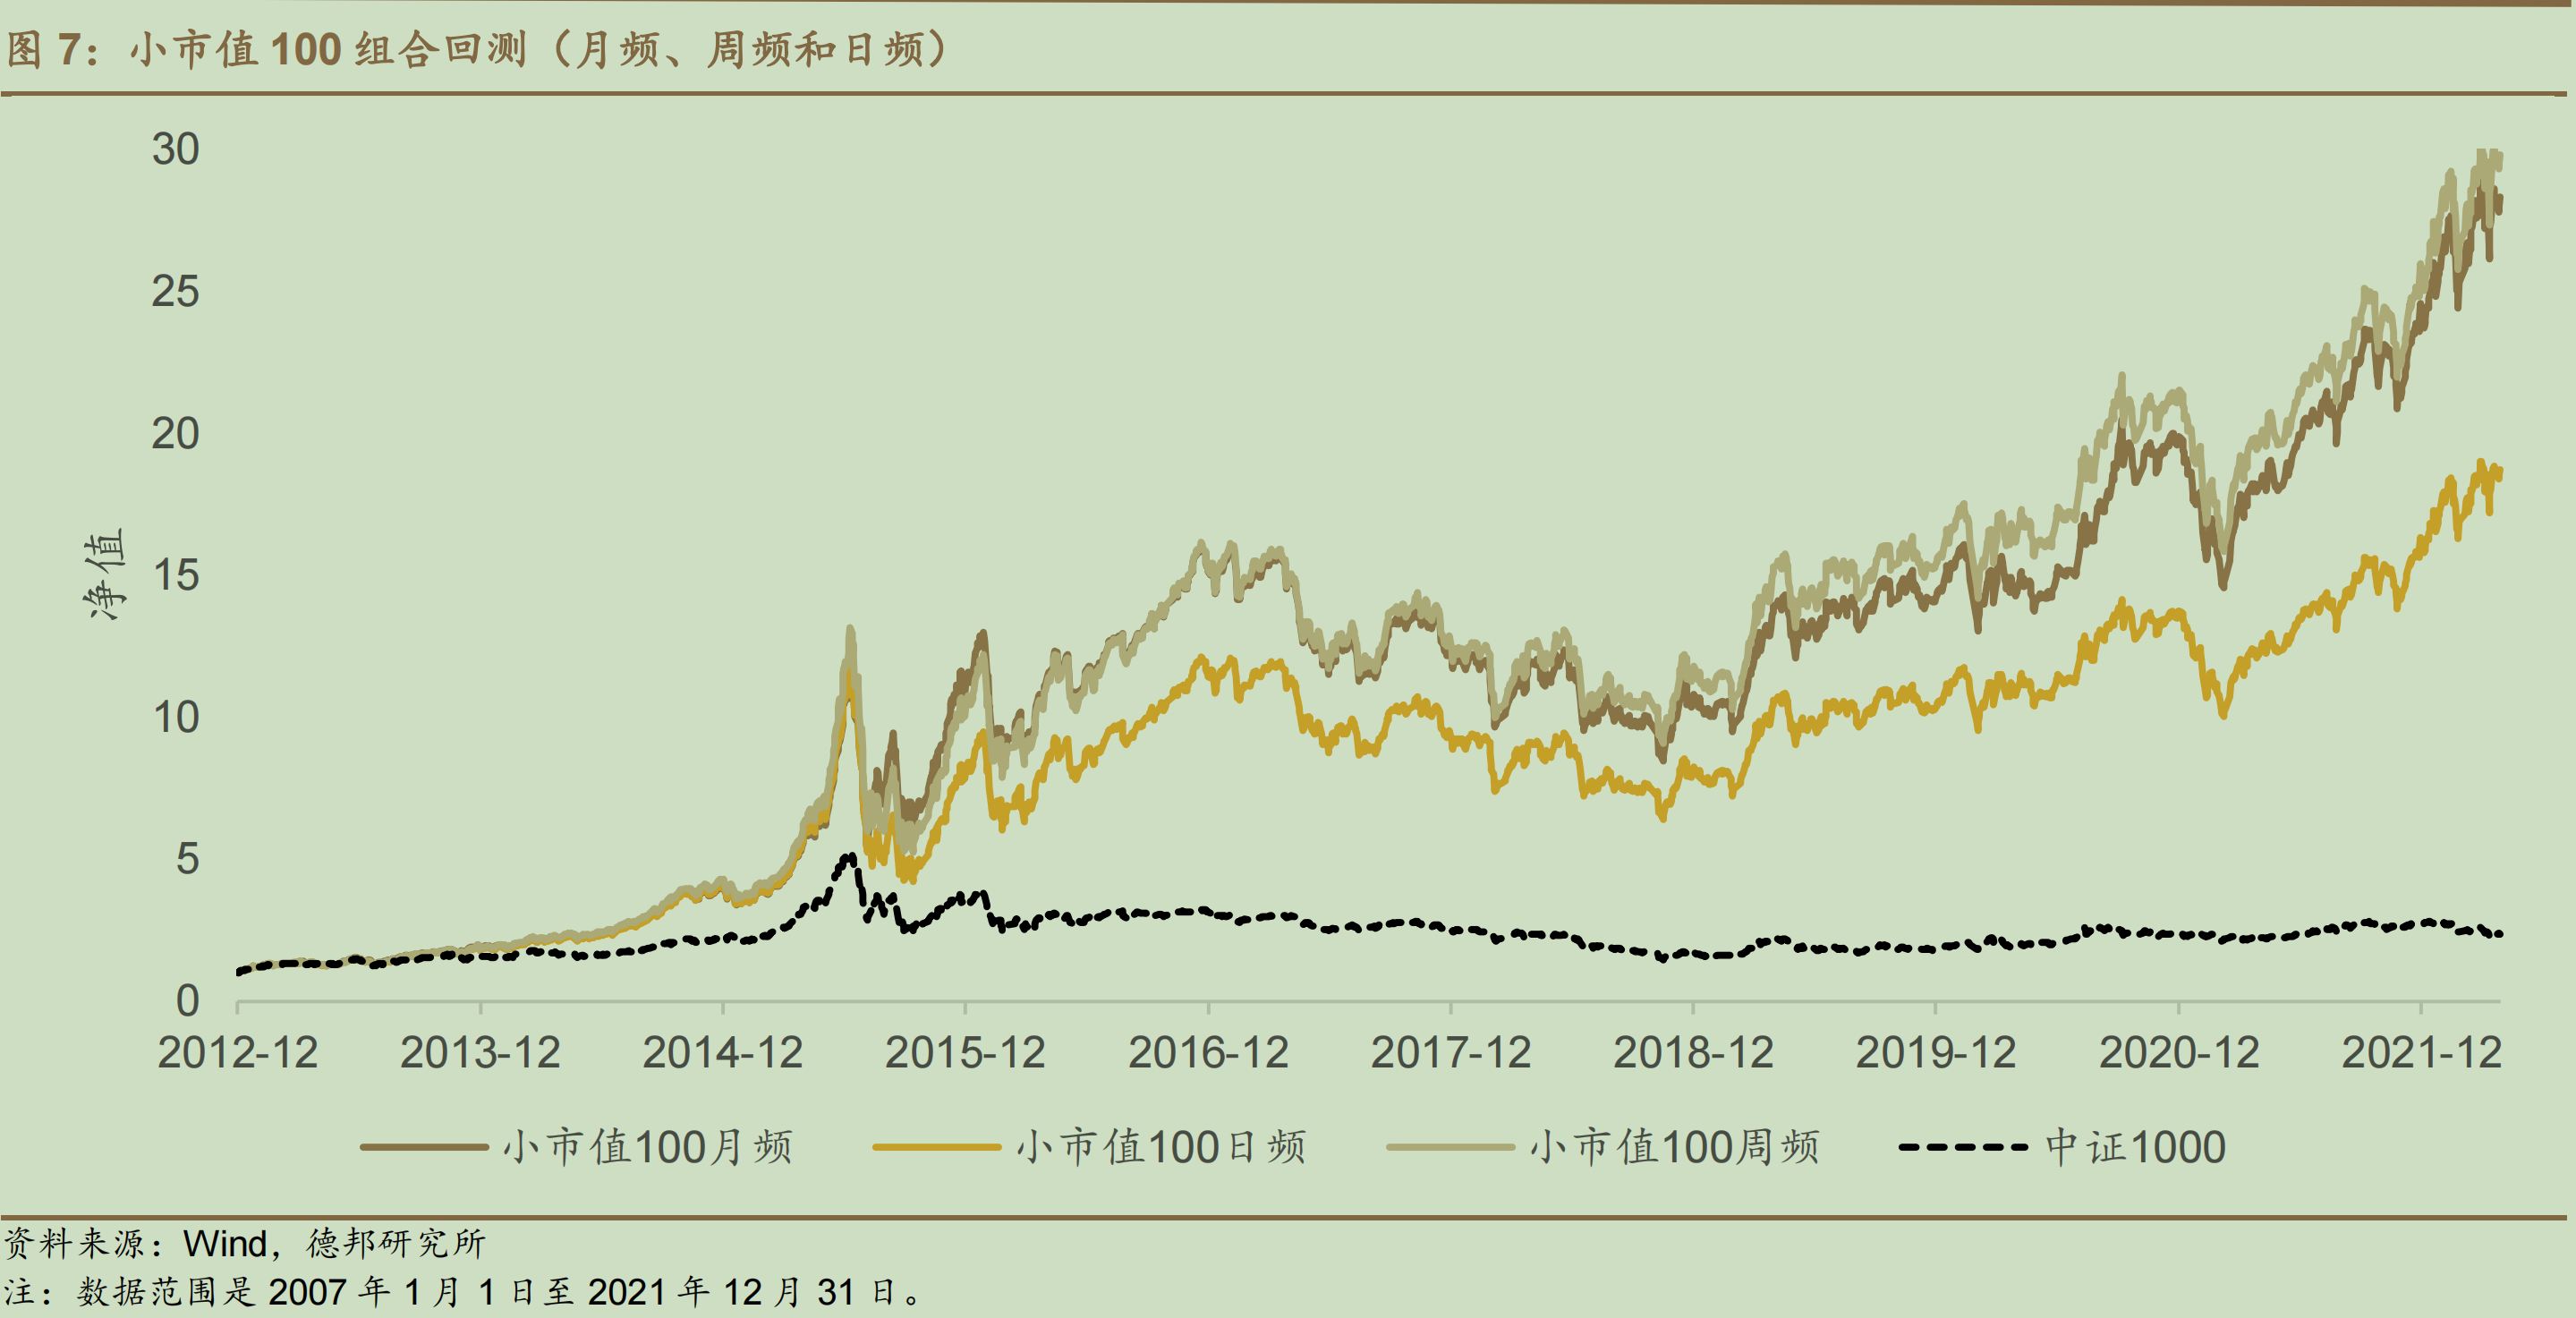 图 7：小市值 100 组合回测（月频、周频和日频）
30
25
20
15
10
5
0
净值
2012-12 2013-12 2014-12 2015-12 2016-12 2017-12 2018-12 2019-12 2020-12 2021-12
小市值100月频 小市值100日频 小市值100周频 中证1000
资料来源：Wind，德邦研究所
注：数据范围是 2007 年 1 月 1 日至 2021 年 12 月 31 日。